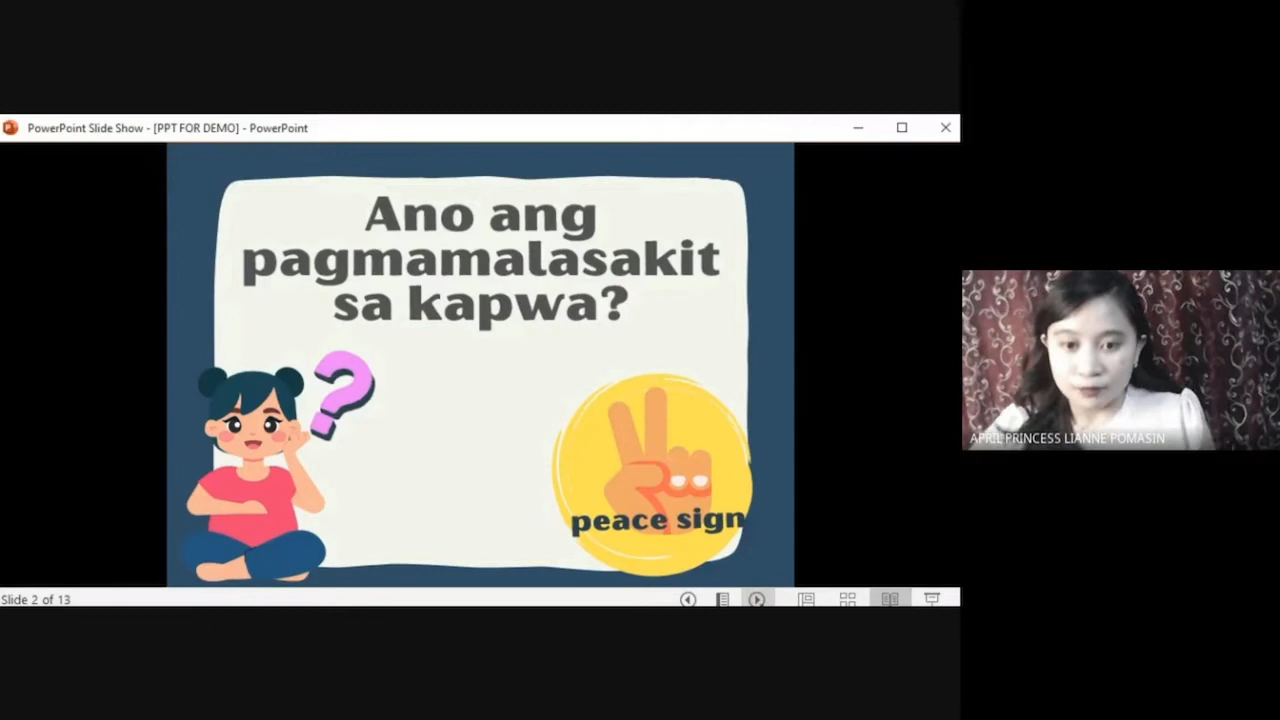 PowerPoint Slide Show - [PPT FOR DEMO] - PowerPoint
Ano ang
pagmamalasakit
sa kapwa?
peace sign
APRIL PRINCESS LIANNE POMASIN
Slide 2 of 13